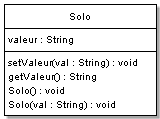 Solo
valeur : String
setValeur(val : String) : void
getValeur() : String
Solo() : void
Solo(val : String) : void